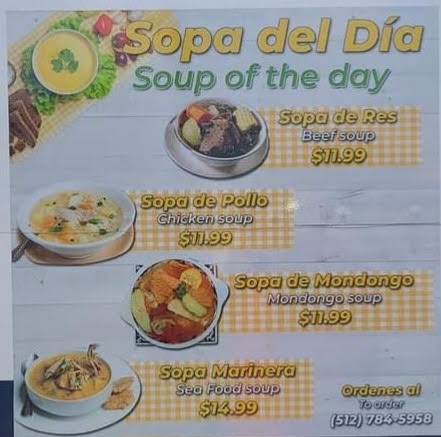 Sopa del Día
Soup of the day
Sopa de Res
Beef soup
$11.99
Sopa de Pollo
Chicken soup
$11.99
Sopa de Mondongo
Mondongo soup
$11.99
Sopa Marinera
Sea Food soup
$14.99
Ordenes al
To order
(512) 784-5958